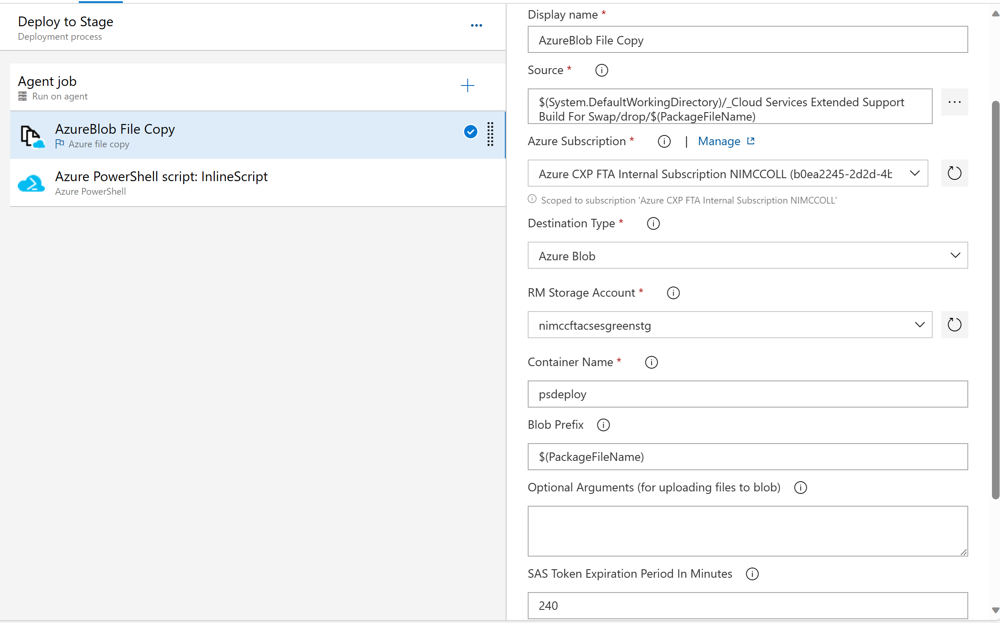 Deploy to Stage
Deployment process
Agent job
Run on agent
AzureBlob File Copy
Azure file copy
Azure PowerShell script: InlineScript
Azure PowerShell
Display name *
AzureBlob File Copy
Source *
$(System.DefaultWorkingDirectory)/_Cloud Services Extended Support
Build For Swap/drop/$(PackageFileName)
Azure Subscription * | Manage
Azure CXP FTA Internal Subscription NIMCCOLL (b0ea2245-2d2d-4b
Scoped to subscription 'Azure CXP FTA Internal Subscription NIMCCOLL'
Destination Type *
Azure Blob
RM Storage Account *
nimccftacsesgreenstg
Container Name *
psdeploy
Blob Prefix
$(PackageFileName)
Optional Arguments (for uploading files to blob)
SAS Token Expiration Period In Minutes
240